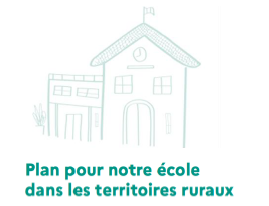 Plan pour notre école
dans les territoires ruraux